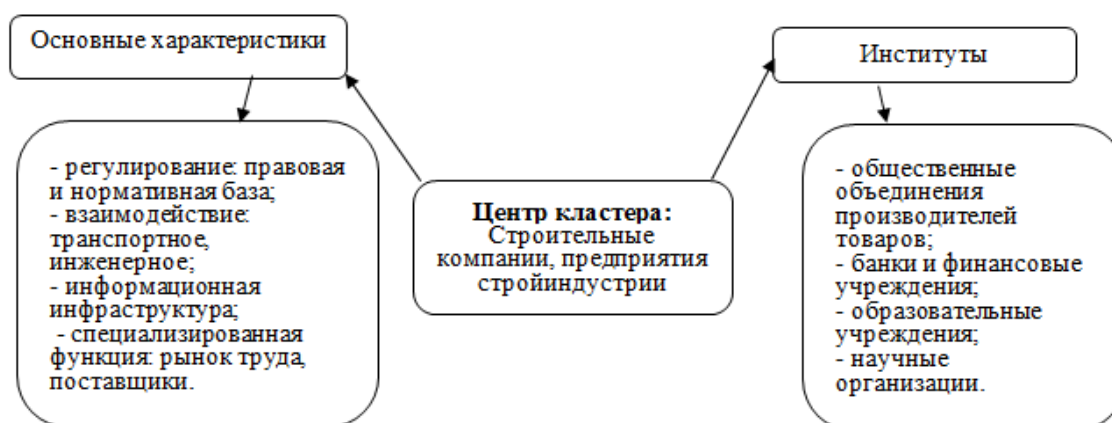 Основные характеристики
Институты
- регулирование: правовая
и нормативная база;
- взаимодействие:
транспортное,
инженерное;
- информационная
инфраструктура;
- специализированная
функция: рынок труда,
поставщики.
Центр кластера:
Строительные
компании, предприятия
стройиндустрии
- общественные
объединения
производителей
товаров;
- банки и финансовые
учреждения;
- образовательные
учреждения;
- научные
организации.